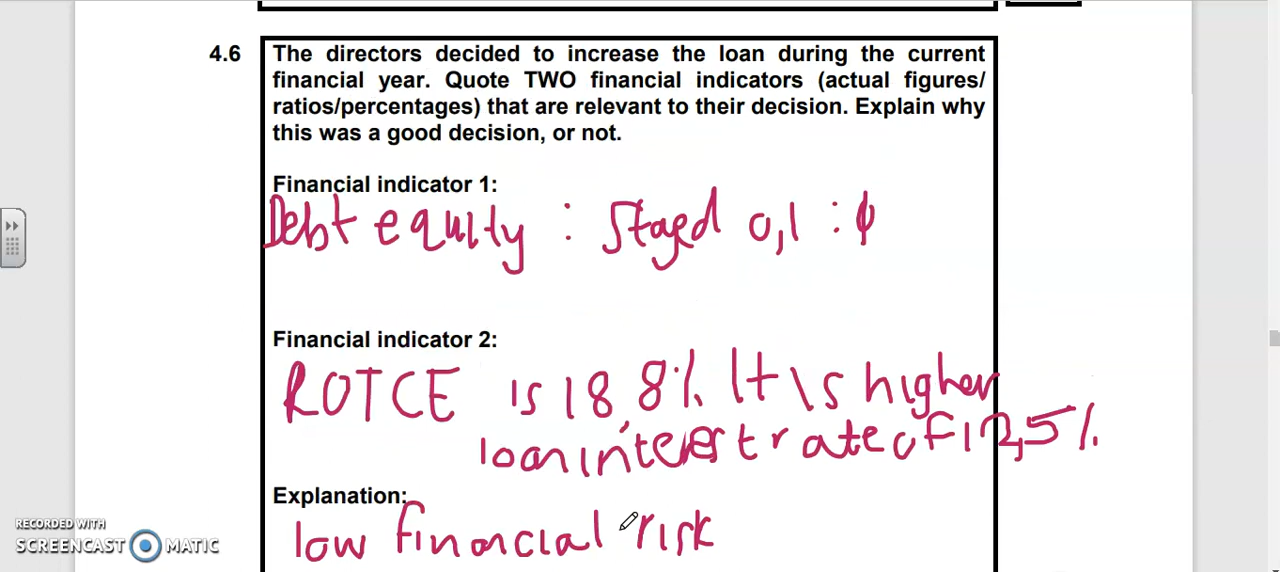 4.6 The directors decided to increase the loan during the current
financial year. Quote TWO financial indicators (actual figures/
ratios/percentages) that are relevant to their decision. Explain why
this was a good decision, or not.
Financial indicator 1:
Debt equity : Stayed 0,1 : 1
Financial indicator 2:
ROTCE is 18,8% It is higher
loan interest rate of 12,5%
Explanation:
low financial risk
RECORDED WITH
SCREENCAST MATIC